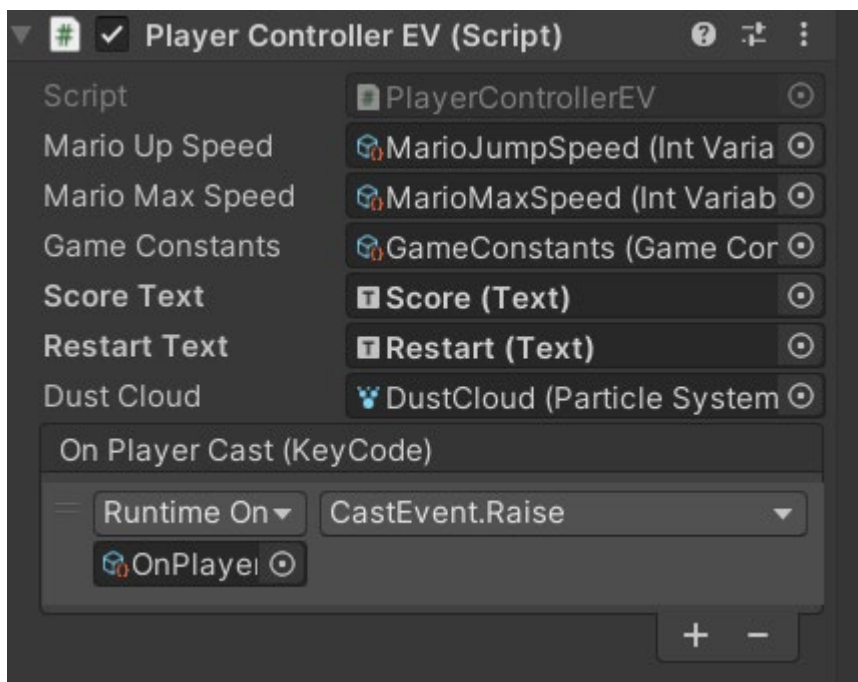 Player Controller EV (Script)
Script PlayerControllerEV
Mario Up Speed MarioJumpSpeed (Int Varia
Mario Max Speed MarioMaxSpeed (Int Variab
Game Constants GameConstants (Game Cor
Score Text Score (Text)
Restart Text Restart (Text)
Dust Cloud DustCloud (Particle System
On Player Cast (KeyCode)
Runtime On CastEvent.Raise
OnPlayer